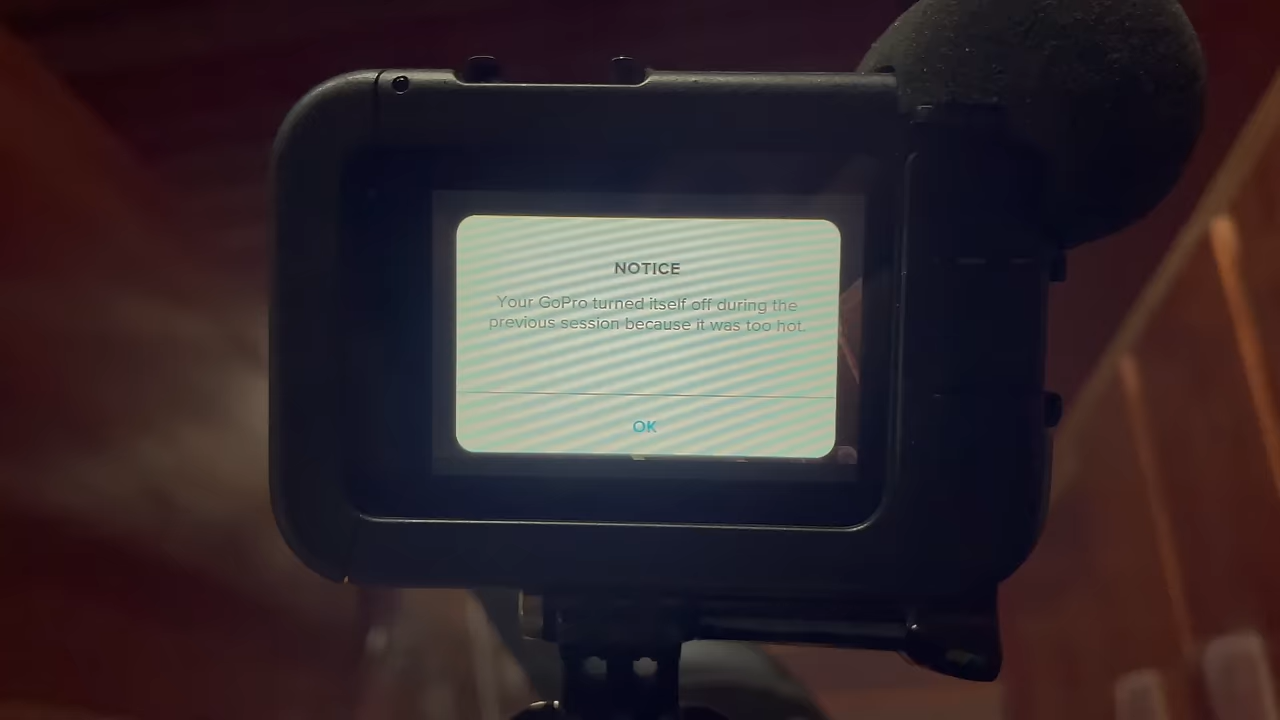 NOTICE
Your GoPro turned itself off during the
previous session because it was too hot.
OK